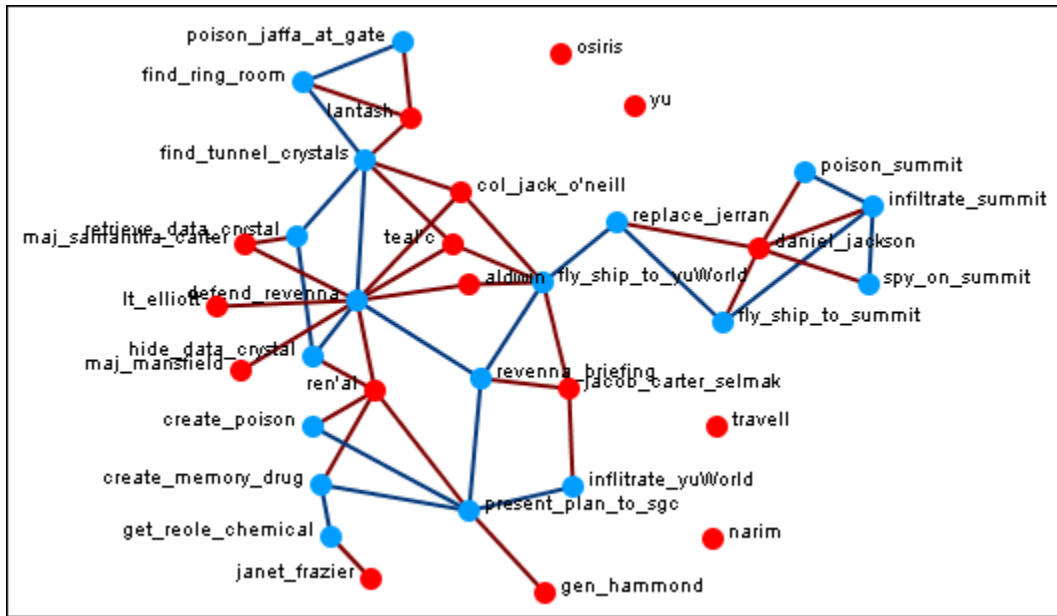 poison_jaffa_at_gate
osiris
find_ring_room
yu
lantash
find_tunnel_crystals
poison_summit
col_jack_o'neill
infiltrate_summit
replace_jerran
retrieve_data_crystal
maj_samantha_carter
teal'c
daniel_jackson
aldwin
fly_ship_to_yuWorld
spy_on_summit
lt_elliott
defend_revenna
fly_ship_to_summit
hide_data_crystal
maj_mansfield
revenna_briefing
ren'al
jacob_carter_selmak
create_poison
travell
create_memory_drug
inflitrate_yuWorld
present_plan_to_sgc
get_reole_chemical
narim
janet_frazier
gen_hammond